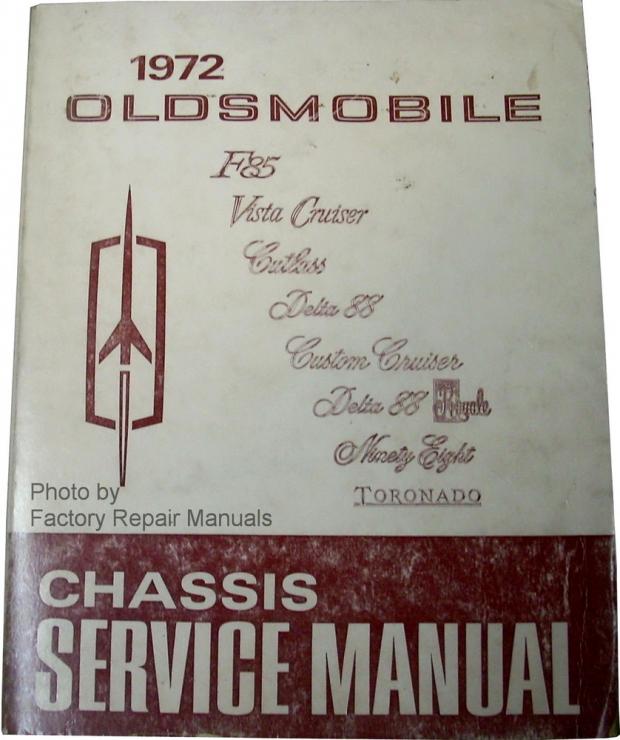 1972
OLDSMOBILE
F85
Vista Cruiser
Cutlass
Delta 88
Custom Cruiser
Delta 88 Royale
Ninety Eight
TORONADO
Photo by
Factory Repair Manuals
CHASSIS
SERVICE MANUAL